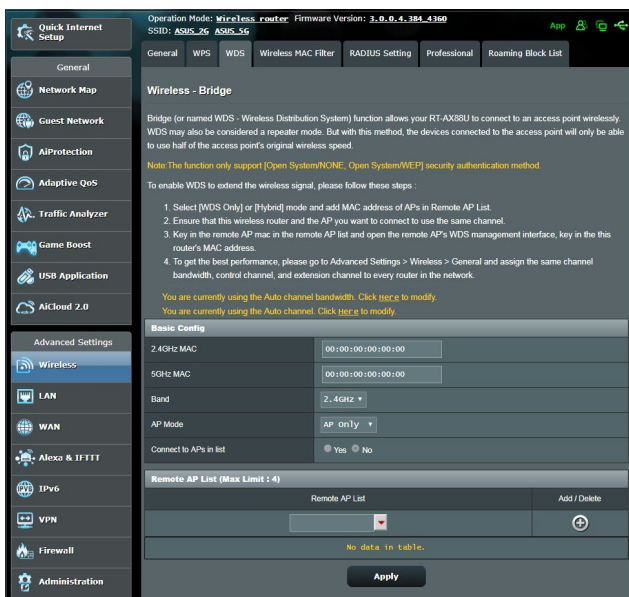 Quick Internet
Setup
General
Network Map
Guest Network
AiProtection
Adaptive QoS
Traffic Analyzer
Game Boost
USB Application
AiCloud 2.0
Advanced Settings
Wireless
LAN
WAN
Alexa & IFTTT
IPv6
VPN
Firewall
Administration
Operation Mode: Wireless router Firmware Version: 3.0.0.4.384_4360
SSID: ASUS_2G ASUS_5G
App
General WPS WDS Wireless MAC Filter RADIUS Setting Professional Roaming Block List
Wireless - Bridge
Bridge (or named WDS - Wireless Distribution System) function allows your RT-AX88U to connect to an access point wirelessly.
WDS may also be considered a repeater mode. But with this method, the devices connected to the access point will only be able
to use half of the access point's original wireless speed.
Note:The function only support [Open System/NONE, Open System/WEP] security authentication method.
To enable WDS to extend the wireless signal, please follow these steps :
1. Select [WDS Only] or [Hybrid] mode and add MAC address of APs in Remote AP List.
2. Ensure that this wireless router and the AP you want to connect to use the same channel.
3. Key in the remote AP mac in the remote AP list and open the remote AP's WDS management interface, key in the this
router's MAC address.
4. To get the best performance, please go to Advanced Settings > Wireless > General and assign the same channel
bandwidth, control channel, and extension channel to every router in the network.
You are currently using the Auto channel bandwidth. Click Here to modify.
You are currently using the Auto channel. Click Here to modify.
Basic Config
2.4GHz MAC 00:00:00:00:00:00
5GHz MAC 00:00:00:00:00:00
Band 2.4GHz
AP Mode AP Only
Connect to APs in list Yes No
Remote AP List (Max Limit : 4)
Remote AP List Add / Delete
No data in table.
Apply